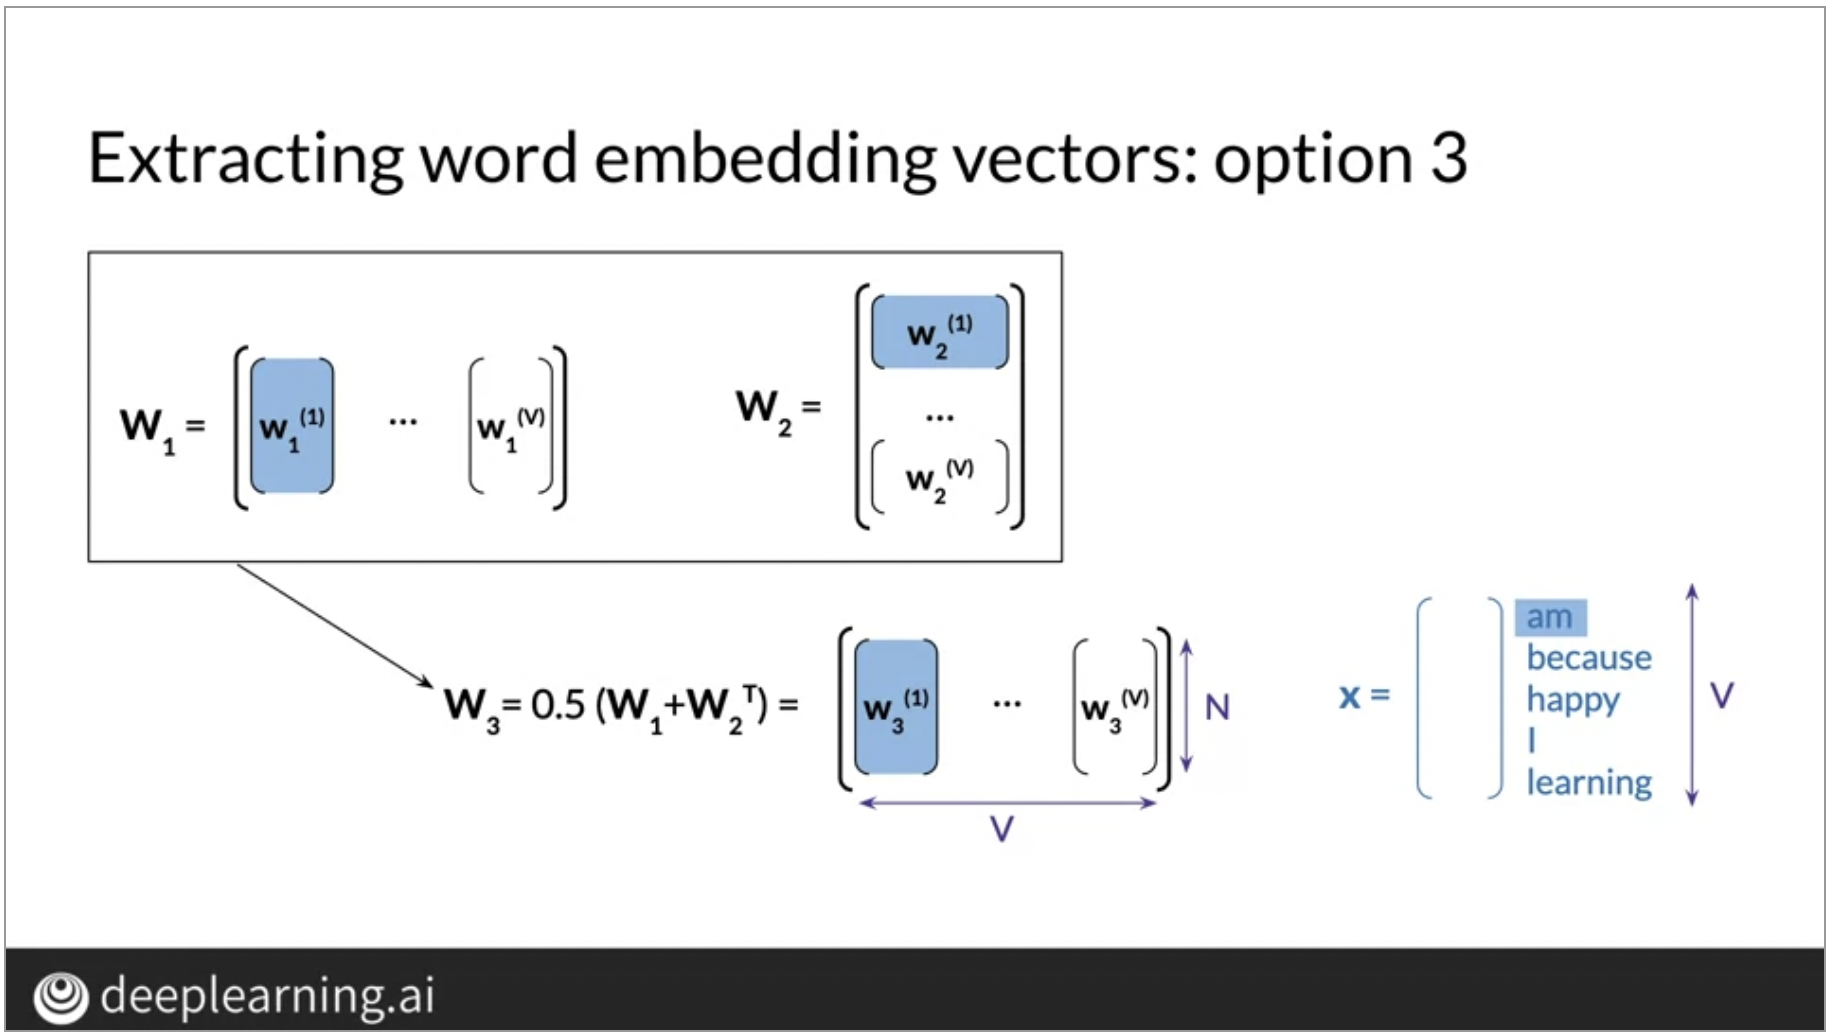 Extracting word embedding vectors: option 3
W₁ = [w₁⁽¹⁾ ... w₁⁽ⱽ⁾]
W₂ = [w₂⁽¹⁾ ... w₂⁽ⱽ⁾]
W₃= 0.5 (W₁+W₂ᵀ) = [w₃⁽¹⁾ ... w₃⁽ⱽ⁾] N
V
x =
am
because
happy
I
learning
V
deeplearning.ai